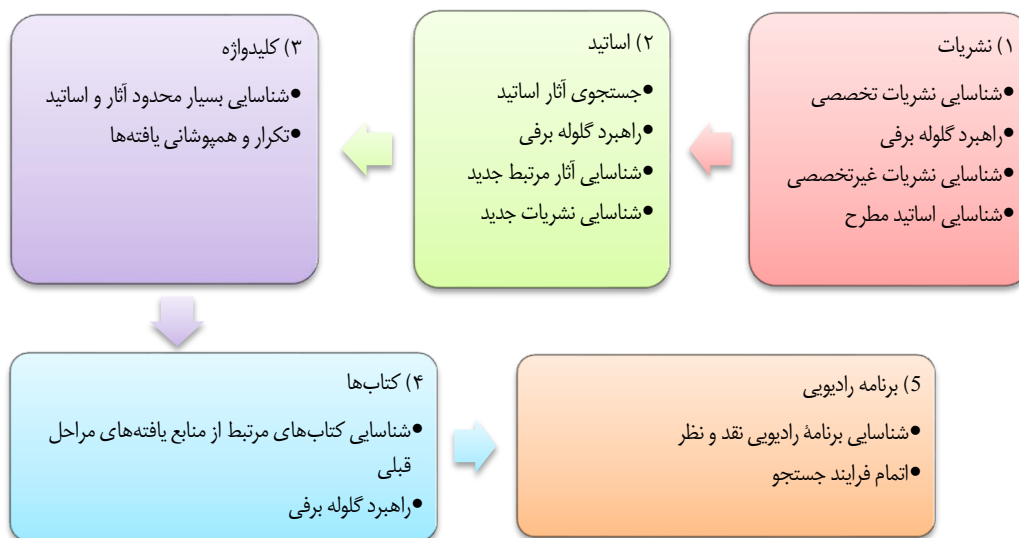 ۱) نشریات
•شناسایی نشریات تخصصی
•راهبرد گلوله برفی
•شناسایی نشریات غیرتخصصی
•شناسایی اساتید مطرح
۲) اساتید
•جستجوی آثار اساتید
•راهبرد گلوله برفی
•شناسایی آثار مرتبط جدید
•شناسایی نشریات جدید
۳) کلیدواژه
•شناسایی بسیار محدود آثار و اساتید
•تکرار و همپوشانی یافته‌ها
۴) کتاب‌ها
•شناسایی کتاب‌های مرتبط از منابع یافته‌های مراحل
قبلی
•راهبرد گلوله برفی
5) برنامه رادیویی
•شناسایی برنامۀ رادیویی نقد و نظر
•اتمام فرایند جستجو